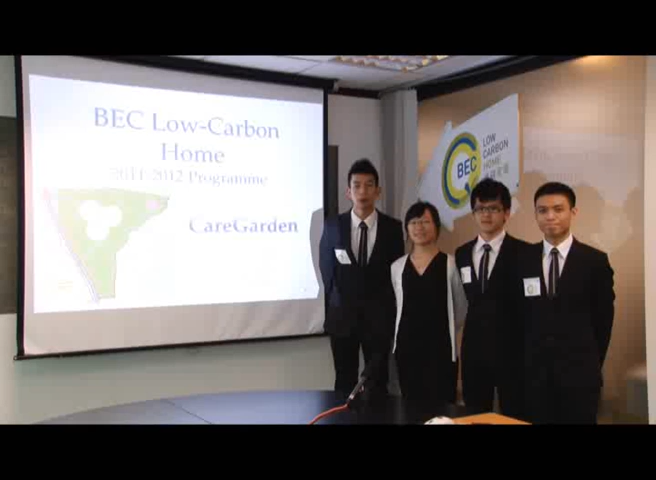 BEC Low-Carbon
Home
2011-2012 Programme
CareGarden
BEC
LOW
CARBON
HOME